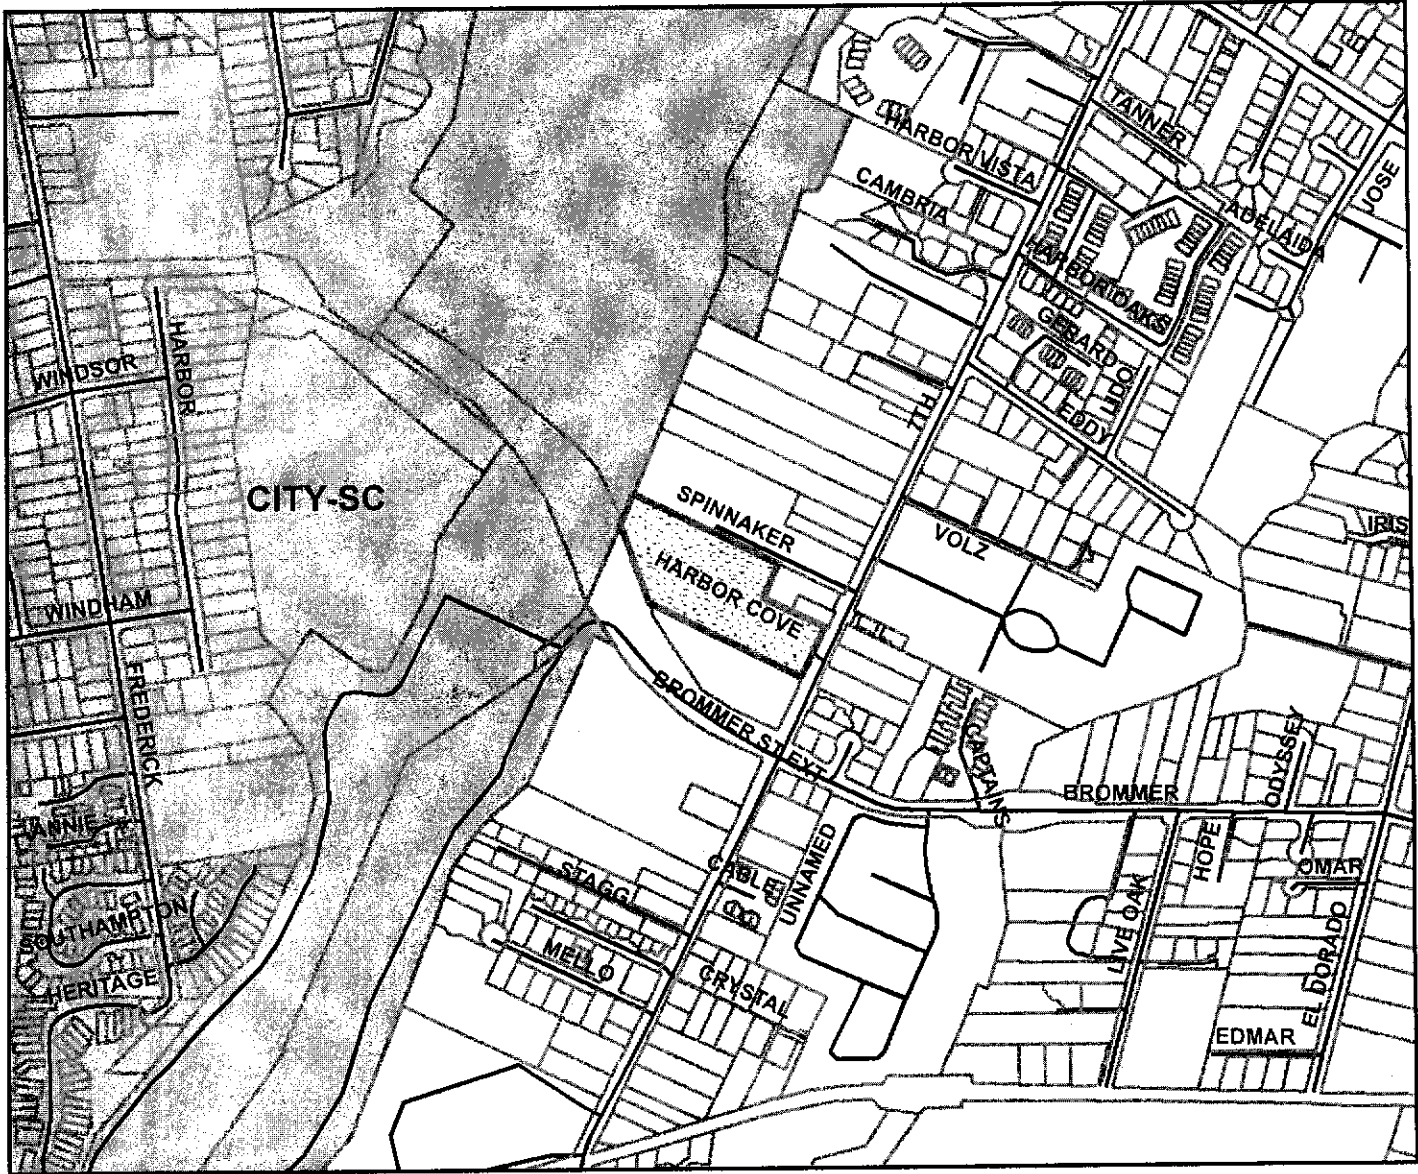 TANNER
HARBOR VISTA
JOSE
CAMBRIA
ADELAIDA
HARBOR OAKS
HARBOR
GERARD
WINDSOR
LIDO
7TH
EDDY
CITY-SC
SPINNAKER
IRIS
VOLZ
HARBOR COVE
WINDHAM
FREDERICK
BROMMER ST EXT
ODYSSEY
CAPTAINS
BROMMER
ANNIE
HOPE
UNNAMED
CABLE
OMAR
STAGG
LIVE OAK
SOUTHAMPTON
EL DORADO
MELLO
CRYSTAL
HERITAGE
EDMAR